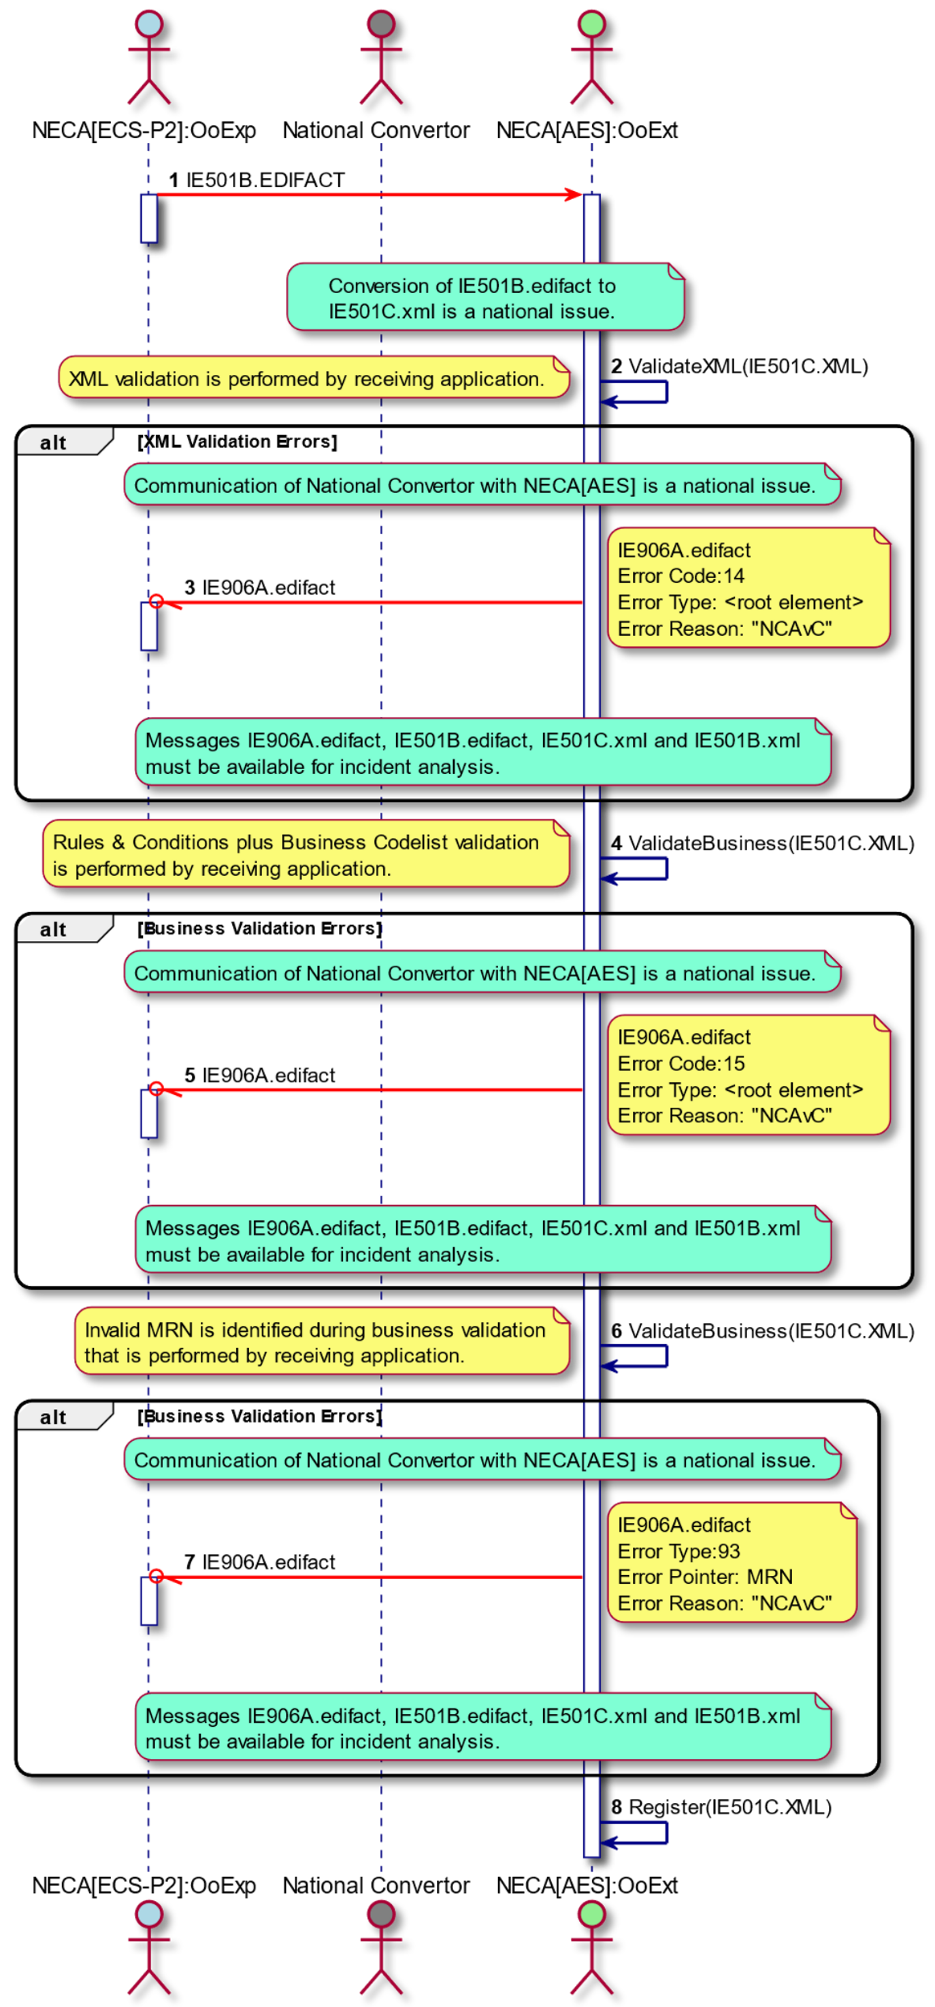 NECA[ECS-P2]:OoExp National Convertor NECA[AES]:OoExt
1 IE501B.EDIFACT
Conversion of IE501B.edifact to
IE501C.xml is a national issue.
2 ValidateXML(IE501C.XML)
XML validation is performed by receiving application.
alt [XML Validation Errors]
Communication of National Convertor with NECA[AES] is a national issue.
IE906A.edifact
Error Code:14
Error Type: <root element>
Error Reason: "NCAvC"
3 IE906A.edifact
Messages IE906A.edifact, IE501B.edifact, IE501C.xml and IE501B.xml
must be available for incident analysis.
Rules & Conditions plus Business Codelist validation
is performed by receiving application.
4 ValidateBusiness(IE501C.XML)
alt [Business Validation Errors]
Communication of National Convertor with NECA[AES] is a national issue.
IE906A.edifact
Error Code:15
Error Type: <root element>
Error Reason: "NCAvC"
5 IE906A.edifact
Messages IE906A.edifact, IE501B.edifact, IE501C.xml and IE501B.xml
must be available for incident analysis.
Invalid MRN is identified during business validation
that is performed by receiving application.
6 ValidateBusiness(IE501C.XML)
alt [Business Validation Errors]
Communication of National Convertor with NECA[AES] is a national issue.
IE906A.edifact
Error Type:93
Error Pointer: MRN
Error Reason: "NCAvC"
7 IE906A.edifact
Messages IE906A.edifact, IE501B.edifact, IE501C.xml and IE501B.xml
must be available for incident analysis.
8 Register(IE501C.XML)
NECA[ECS-P2]:OoExp National Convertor NECA[AES]:OoExt